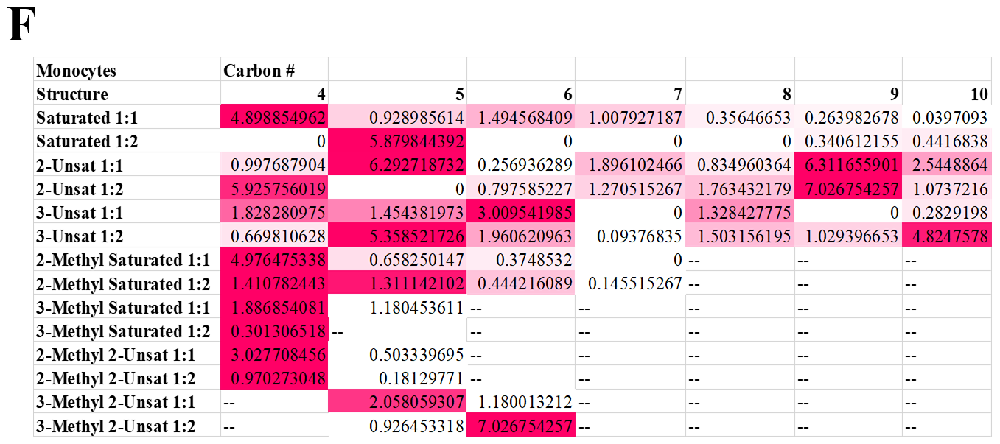 F
Monocytes Carbon #
Structure 4 5 6 7 8 9 10
Saturated 1:1 4.898854962 0.928985614 1.494568409 1.007927187 0.35646653 0.263982678 0.0397093
Saturated 1:2 0 5.879844392 0 0 0 0.340612155 0.4416838
2-Unsat 1:1 0.997687904 6.292718732 0.256936289 1.896102466 0.834960364 6.311655901 2.5448864
2-Unsat 1:2 5.925756019 0 0.797585227 1.270515267 1.763432179 7.026754257 1.0737216
3-Unsat 1:1 1.828280975 1.454381973 3.009541985 0 1.328427775 0 0.2829198
3-Unsat 1:2 0.669810628 5.358521726 1.960620963 0.09376835 1.503156195 1.029396653 4.8247578
2-Methyl Saturated 1:1 4.976475338 0.658250147 0.3748532 0 -- -- --
2-Methyl Saturated 1:2 1.410782443 1.311142102 0.444216089 0.145515267 -- -- --
3-Methyl Saturated 1:1 1.886854081 1.180453611 -- -- -- -- --
3-Methyl Saturated 1:2 0.301306518 -- -- -- -- -- --
2-Methyl 2-Unsat 1:1 3.027708456 0.503339695 -- -- -- -- --
2-Methyl 2-Unsat 1:2 0.970273048 0.18129771 -- -- -- -- --
3-Methyl 2-Unsat 1:1 -- 2.058059307 1.180013212 -- -- -- --
3-Methyl 2-Unsat 1:2 -- 0.926453318 7.026754257 -- -- -- --